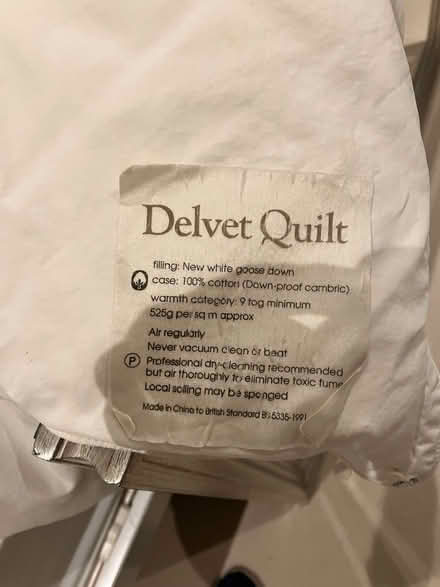 Delvet Quilt
filling: New white goose down
case: 100% cotton (Down-proof cambric)
warmth category: 9 tog minimum
525g per sq m approx
Air regularly
Never vacuum clean or beat
P Professional dry-cleaning recommended
but air thoroughly to eliminate toxic fume
Local soiling may be sponged
Made in China to British Standard BS 5335-1991